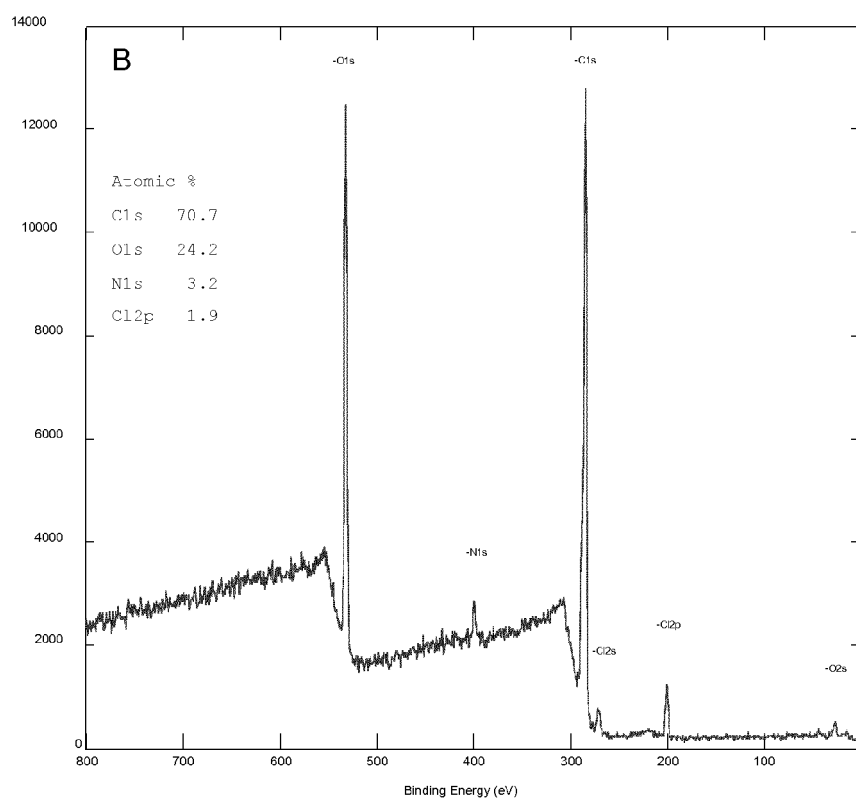 14000
B
-O1s
-C1s
12000
Atomic %
C1s 70.7
O1s 24.2
N1s 3.2
Cl2p 1.9
10000
8000
6000
4000
-N1s
2000
-Cl2s
-Cl2p
-O2s
0
800 700 600 500 400 300 200 100
Binding Energy (eV)